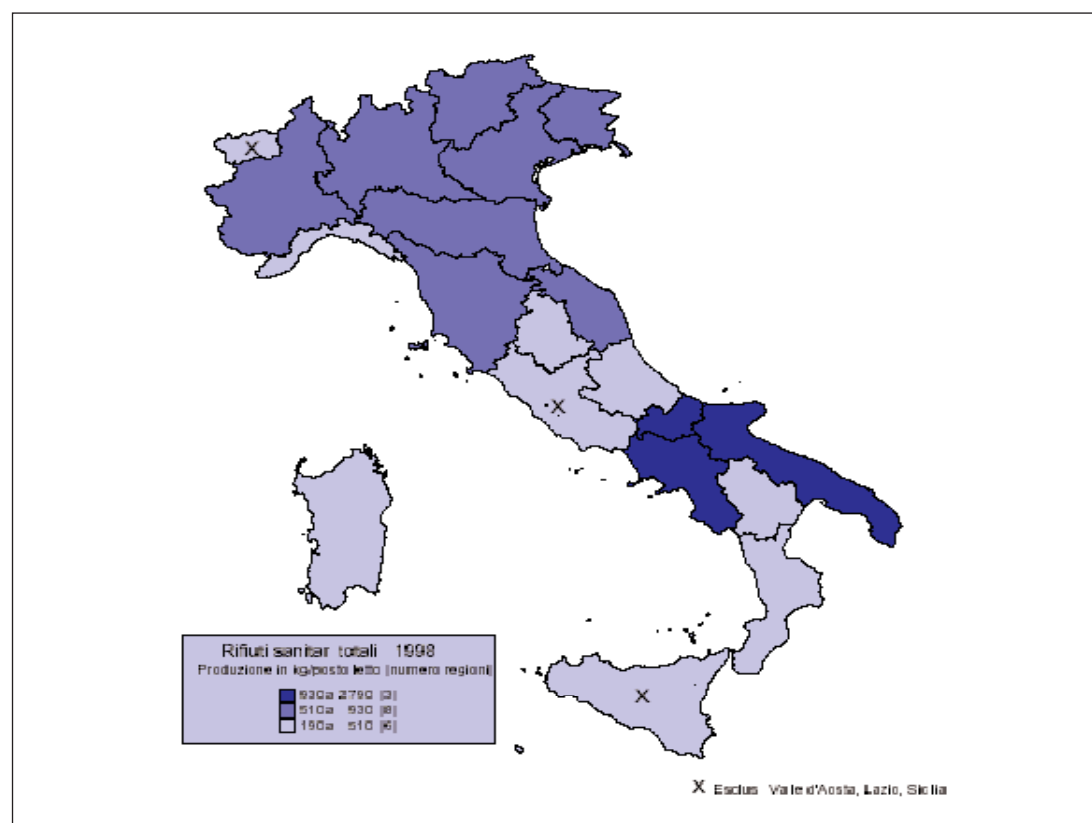 X
X
X
Rifiuti sanitar totali 1998
Produzione in kg/posto letto (numero regioni)
930a 2790 (3)
510a 930 (8)
190a 510 (6)
X Esclus Valle d'Aosta, Lazio, Sicilia